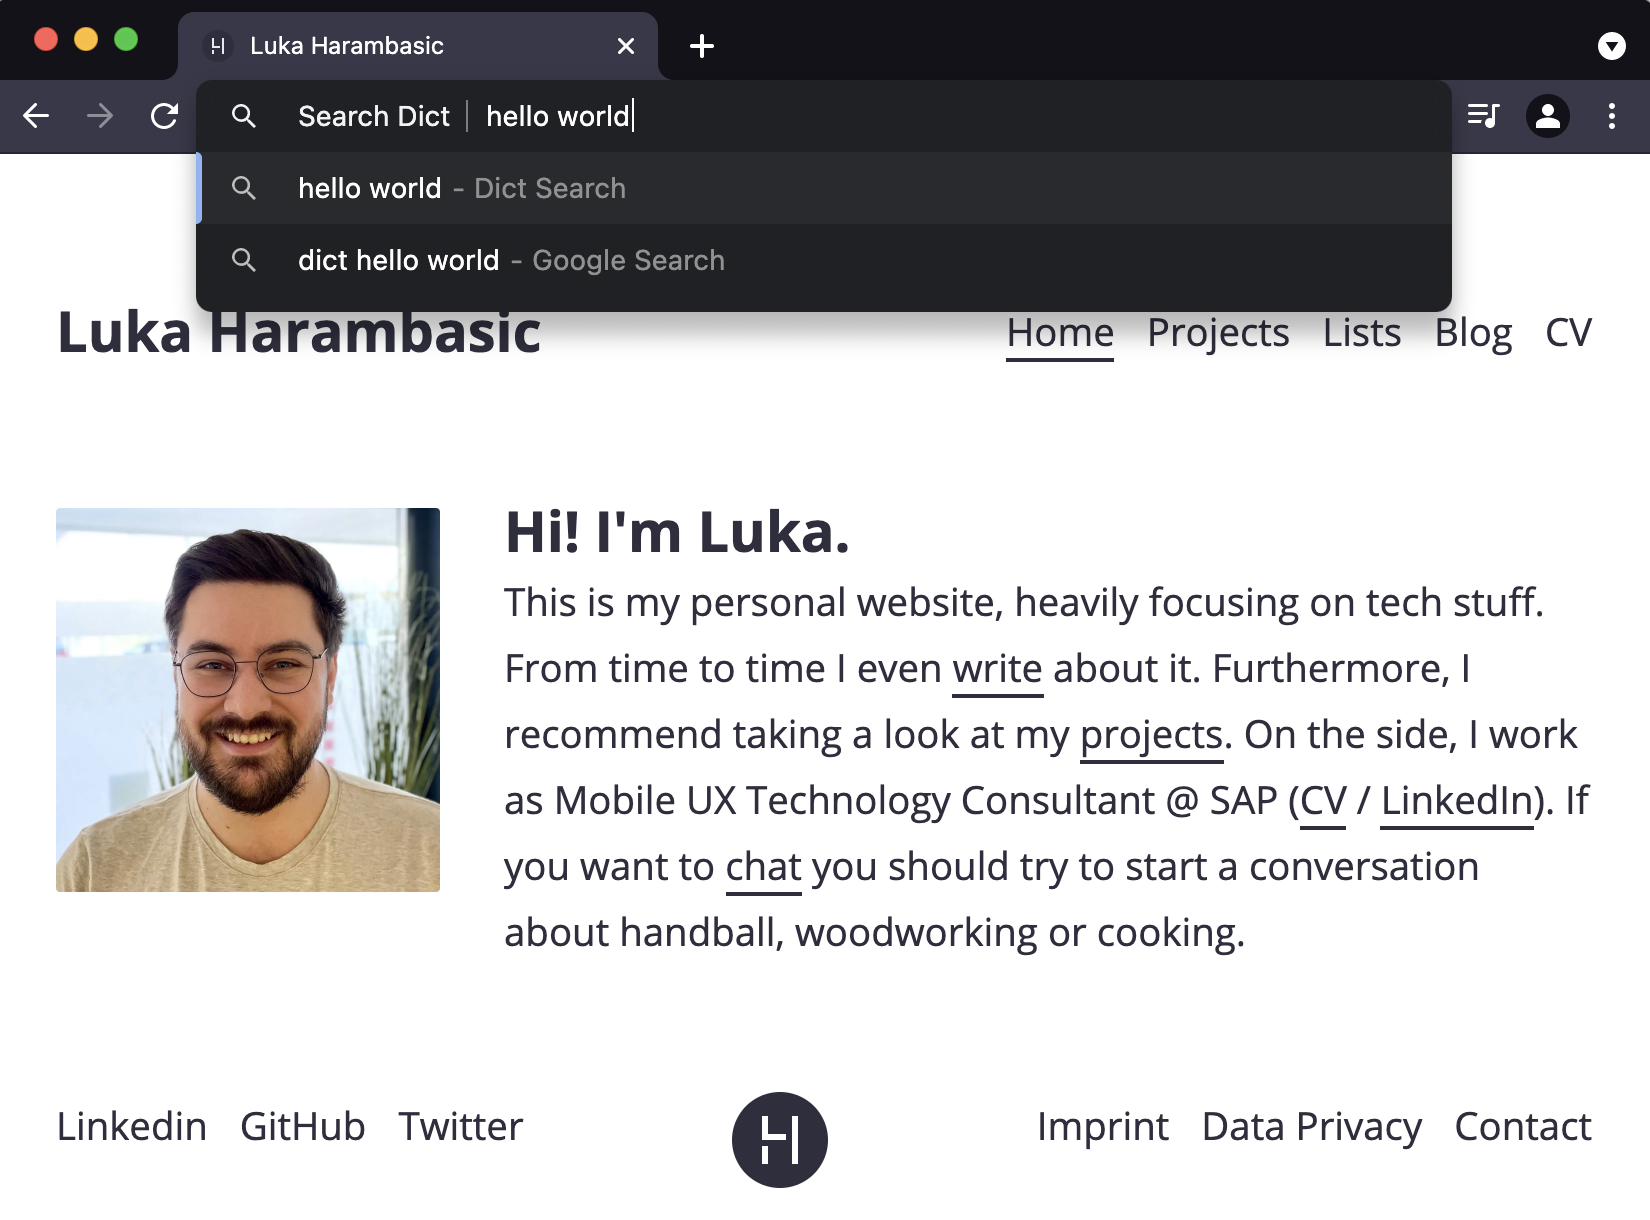 Luka Harambasic
Search Dict hello world
hello world - Dict Search
dict hello world - Google Search
Luka Harambasic
Home Projects Lists Blog CV
Hi! I'm Luka.
This is my personal website, heavily focusing on tech stuff.
From time to time I even write about it. Furthermore, I
recommend taking a look at my projects. On the side, I work
as Mobile UX Technology Consultant @ SAP (CV / LinkedIn). If
you want to chat you should try to start a conversation
about handball, woodworking or cooking.
Linkedin GitHub Twitter
Imprint Data Privacy Contact